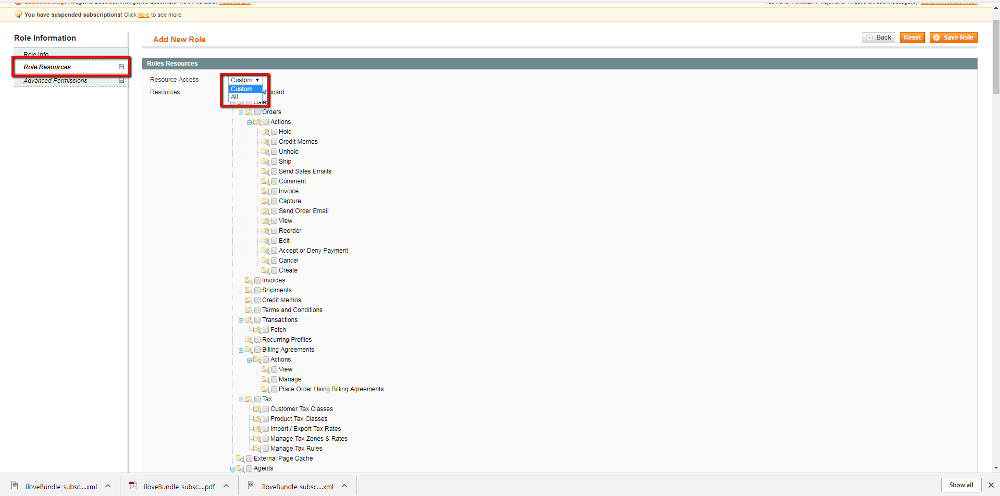 You have suspended subscriptions! Click here to see more.
Role Information
Add New Role
Back
Reset
Save Role
Role Info
Role Resources
Advanced Permissions
Roles Resources
Resource Access
Custom
Custom
All
Resources
shboard
Sales
Orders
Actions
Hold
Credit Memos
Unhold
Ship
Send Sales Emails
Comment
Invoice
Capture
Send Order Email
View
Reorder
Edit
Accept or Deny Payment
Cancel
Create
Invoices
Shipments
Credit Memos
Terms and Conditions
Transactions
Fetch
Recurring Profiles
Billing Agreements
Actions
View
Manage
Place Order Using Billing Agreements
Tax
Customer Tax Classes
Product Tax Classes
Import / Export Tax Rates
Manage Tax Zones & Rates
Manage Tax Rules
External Page Cache
Agents
IloveBundle_subsc....xml
IloveBundle_subsc....pdf
IloveBundle_subsc....xml
Show all